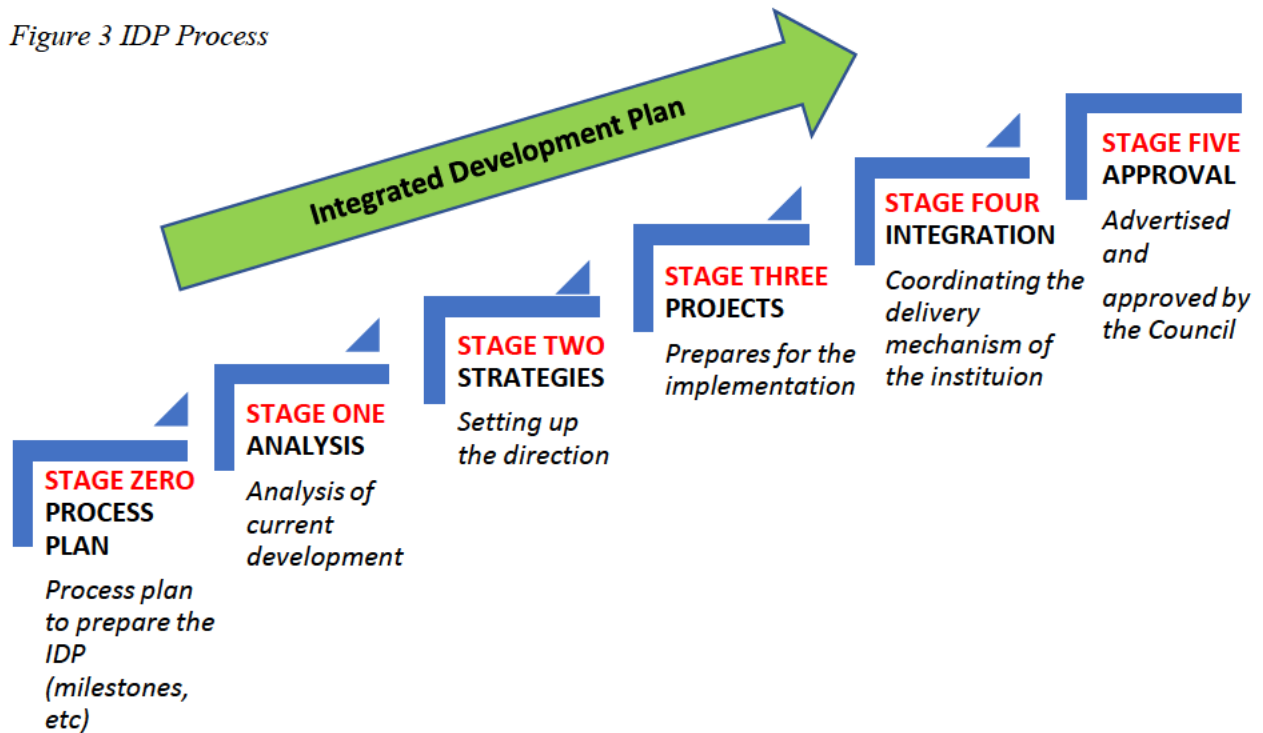 Figure 3 IDP Process
Integrated Development Plan
STAGE ZERO
PROCESS
PLAN
Process plan
to prepare the
IDP
(milestones,
etc)
STAGE ONE
ANALYSIS
Analysis of
current
development
STAGE TWO
STRATEGIES
Setting up
the direction
STAGE THREE
PROJECTS
Prepares for the
implementation
STAGE FOUR
INTEGRATION
Coordinating the
delivery
mechanism of
the instituion
STAGE FIVE
APPROVAL
Advertised
and
approved by
the Council